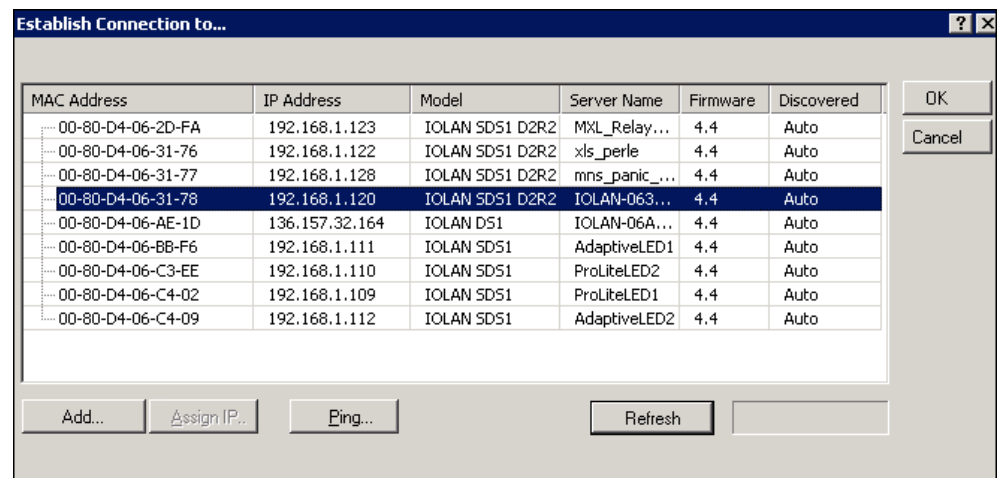 Establish Connection to...
MAC Address IP Address Model Server Name Firmware Discovered
00-80-D4-06-2D-FA 192.168.1.123 IOLAN SDS1 D2R2 MXL_Relay... 4.4 Auto
00-80-D4-06-31-76 192.168.1.122 IOLAN SDS1 D2R2 xls_perle 4.4 Auto
00-80-D4-06-31-77 192.168.1.128 IOLAN SDS1 D2R2 mns_panic_... 4.4 Auto
00-80-D4-06-31-78 192.168.1.120 IOLAN SDS1 D2R2 IOLAN-063... 4.4 Auto
00-80-D4-06-AE-1D 136.157.32.164 IOLAN DS1 IOLAN-06A... 4.4 Auto
00-80-D4-06-BB-F6 192.168.1.111 IOLAN SDS1 AdaptiveLED1 4.4 Auto
00-80-D4-06-C3-EE 192.168.1.110 IOLAN SDS1 ProLiteLED2 4.4 Auto
00-80-D4-06-C4-02 192.168.1.109 IOLAN SDS1 ProLiteLED1 4.4 Auto
00-80-D4-06-C4-09 192.168.1.112 IOLAN SDS1 AdaptiveLED2 4.4 Auto
OK
Cancel
Add... Assign IP.. Ping... Refresh